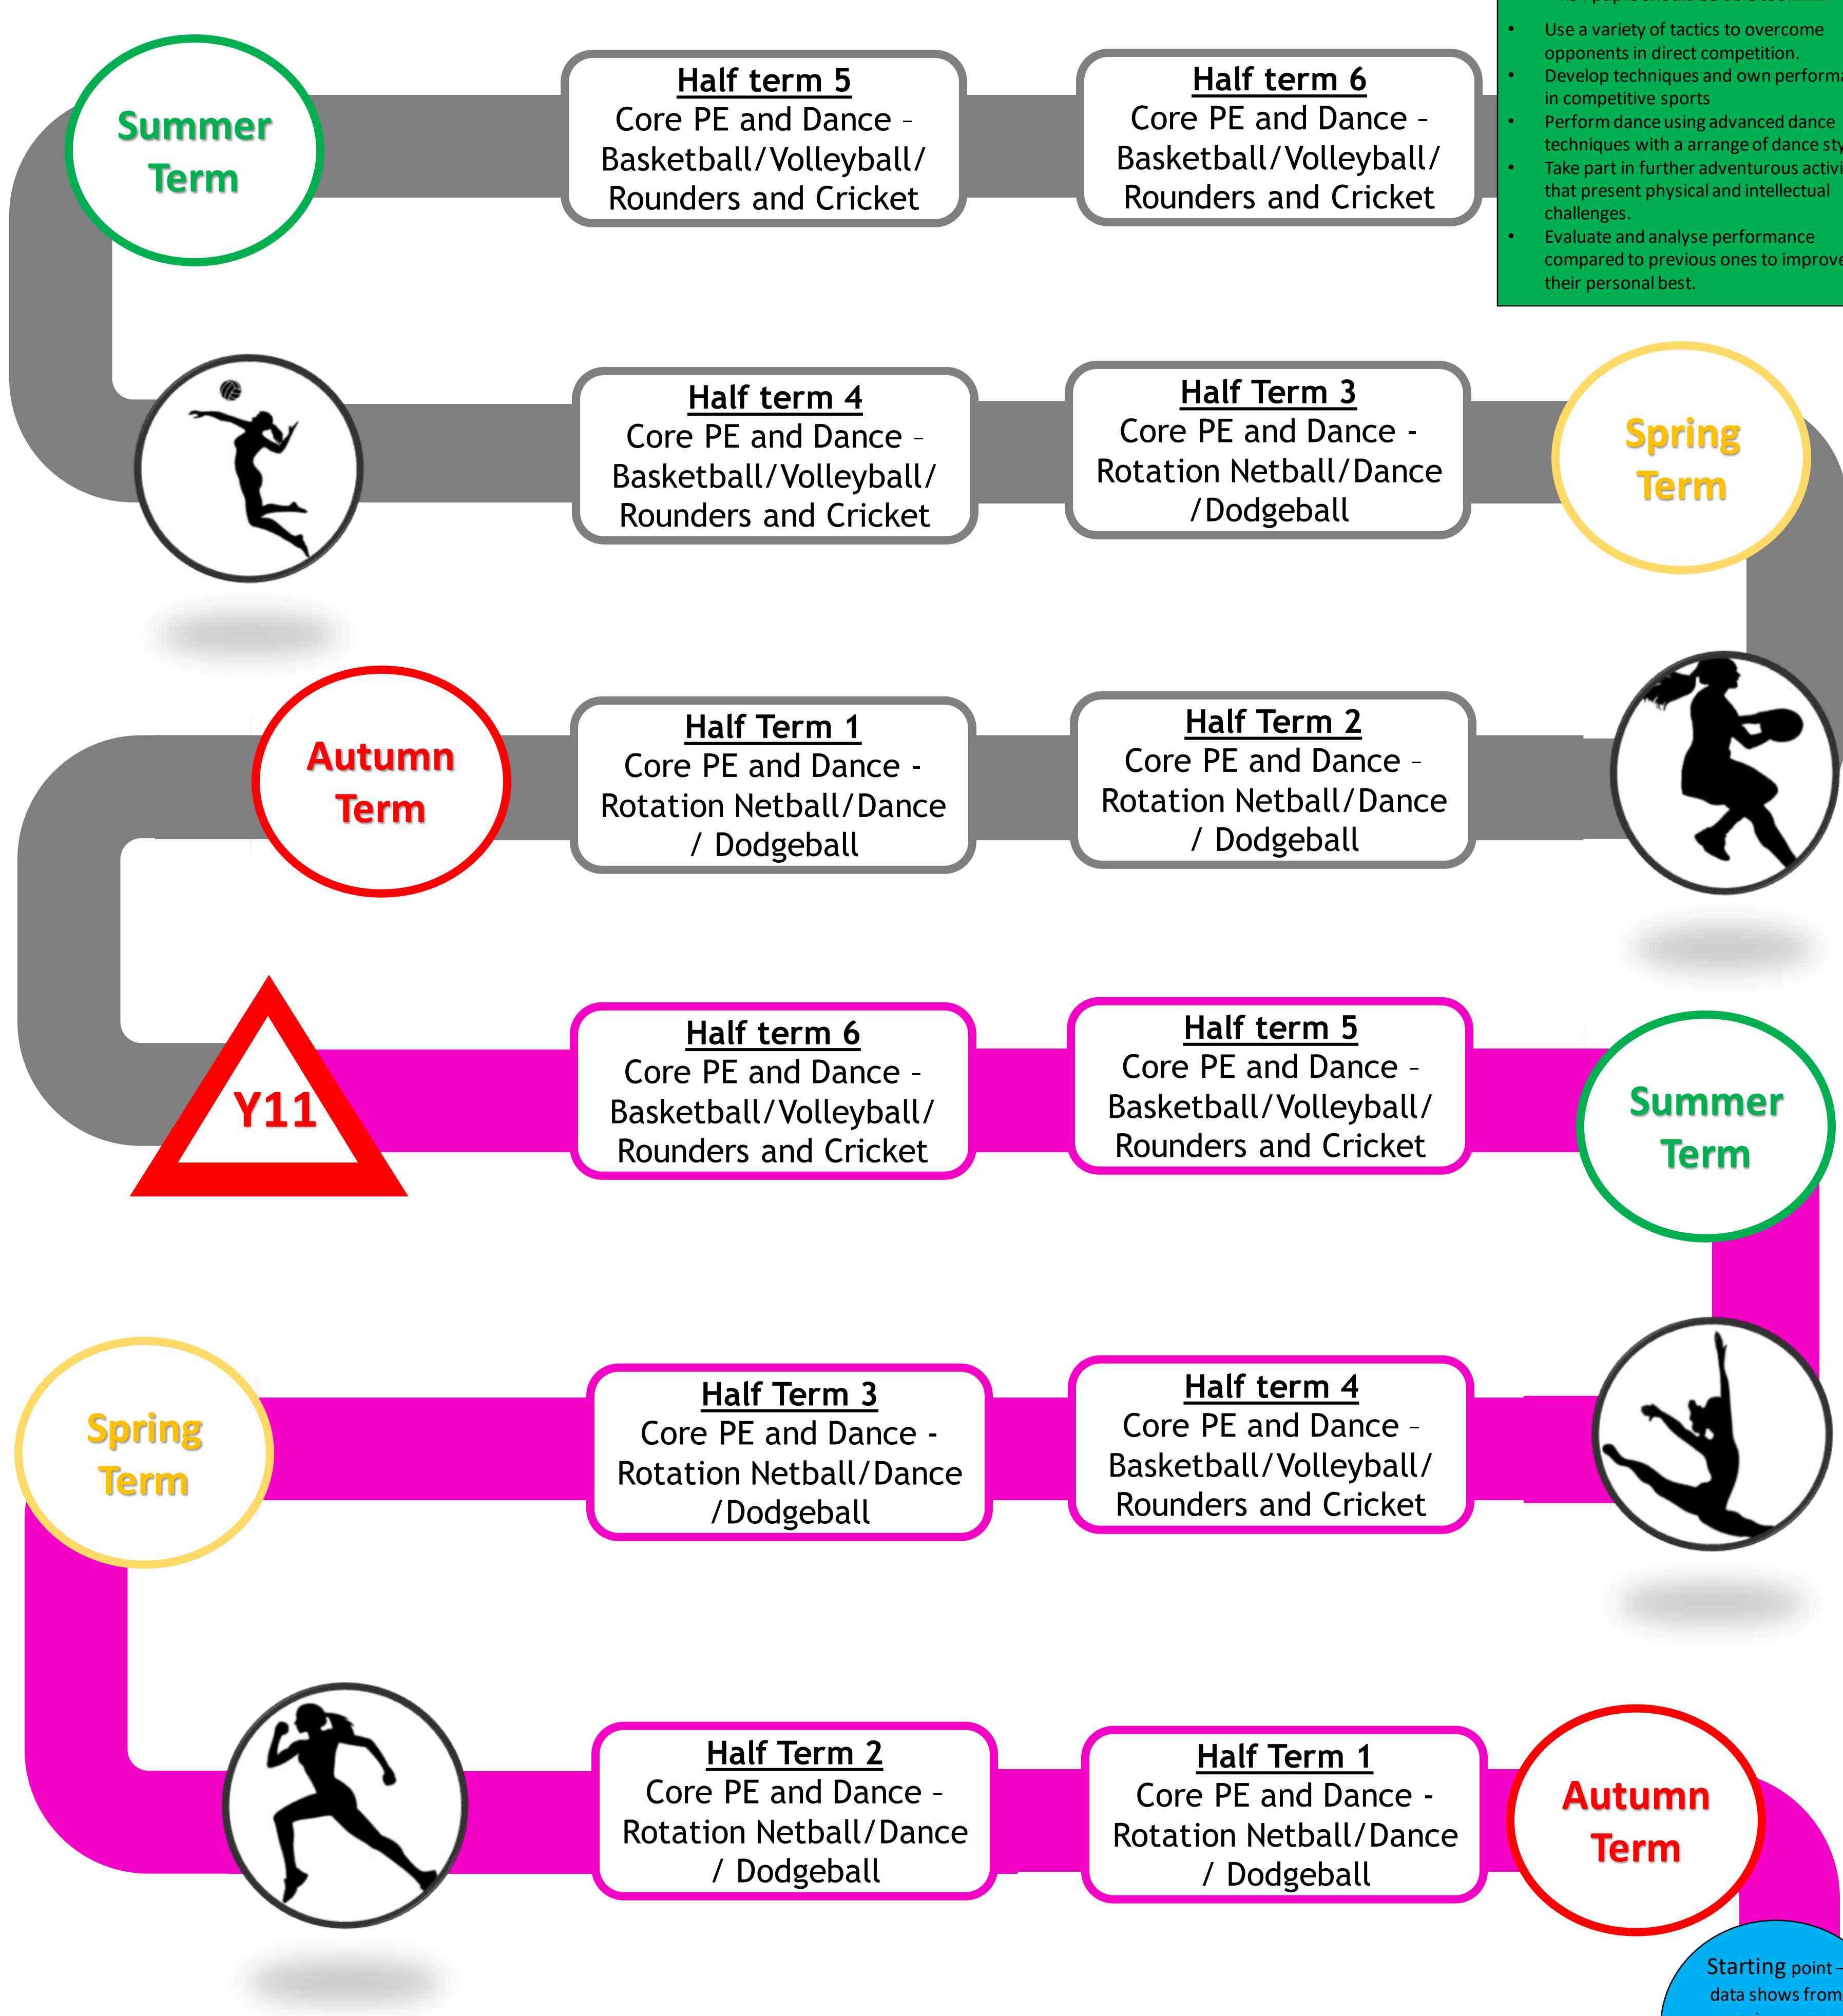 Summer
Term
Half term 5
Core PE and Dance –
Basketball/Volleyball/
Rounders and Cricket
Half term 6
Core PE and Dance –
Basketball/Volleyball/
Rounders and Cricket
• Use a variety of tactics to overcome
opponents in direct competition.
• Develop techniques and own
in competitive sports
• Perform dance using advanced dance
techniques with a arrange of dance
• Take part in further adventurous
that present physical and intellectual
challenges.
• Evaluate and analyse performance
compared to previous ones to improve
their personal best.
Half term 4
Core PE and Dance –
Basketball/Volleyball/
Rounders and Cricket
Half Term 3
Core PE and Dance -
Rotation Netball/Dance
/Dodgeball
Spring
Term
Autumn
Term
Half Term 1
Core PE and Dance -
Rotation Netball/Dance
/ Dodgeball
Half Term 2
Core PE and Dance –
Rotation Netball/Dance
/ Dodgeball
Y11
Half term 6
Core PE and Dance –
Basketball/Volleyball/
Rounders and Cricket
Half term 5
Core PE and Dance –
Basketball/Volleyball/
Rounders and Cricket
Summer
Term
Spring
Term
Half Term 3
Core PE and Dance -
Rotation Netball/Dance
/Dodgeball
Half term 4
Core PE and Dance –
Basketball/Volleyball/
Rounders and Cricket
Half Term 2
Core PE and Dance –
Rotation Netball/Dance
/ Dodgeball
Half Term 1
Core PE and Dance -
Rotation Netball/Dance
/ Dodgeball
Autumn
Term
Starting point –
data shows from